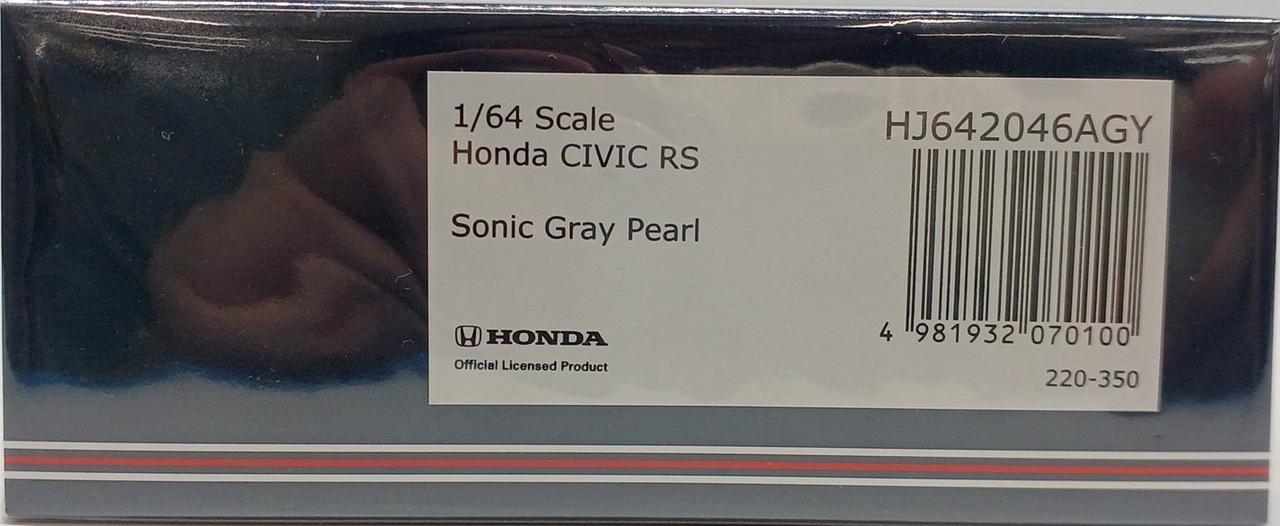 1/64 Scale
Honda CIVIC RS
Sonic Gray Pearl
HONDA
Official Licensed Product
HJ642046AGY
4 981932 070100
220-350